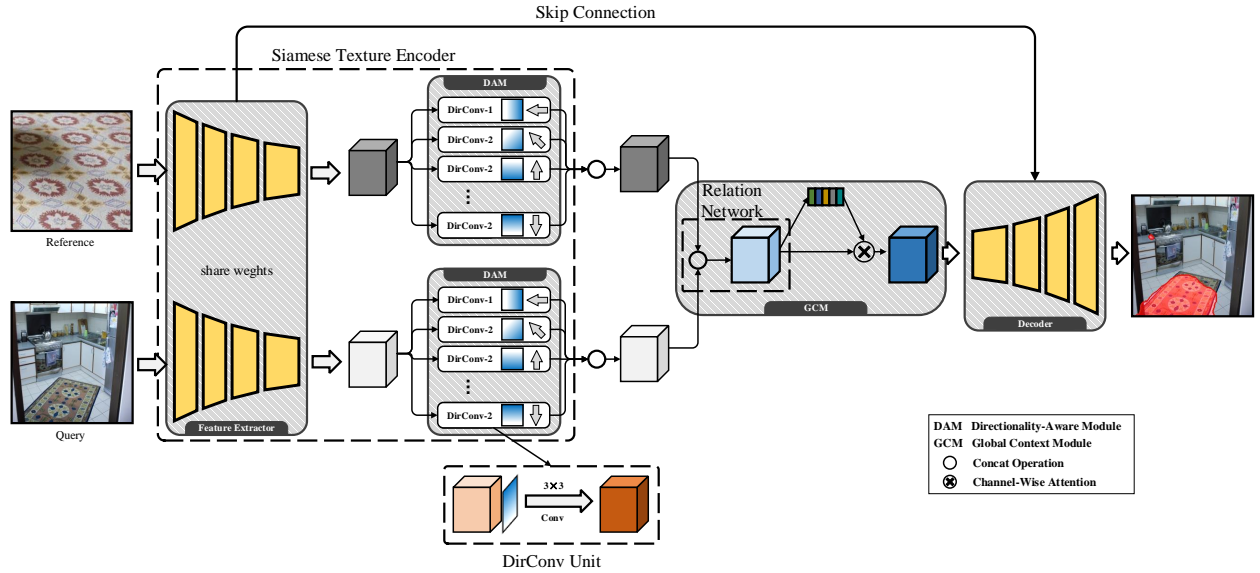 Skip Connection
Siamese Texture Encoder
DAM
DirConv-1
DirConv-2
DirConv-2
⋮
DirConv-2
Reference
share weghts
Relation
Network
DAM
DirConv-1
DirConv-2
DirConv-2
⋮
DirConv-2
GCM
Decoder
Feature Extractor
Query
DAM Directionality-Aware Module
GCM Global Context Module
Concat Operation
Channel-Wise Attention
3×3
Conv
DirConv Unit